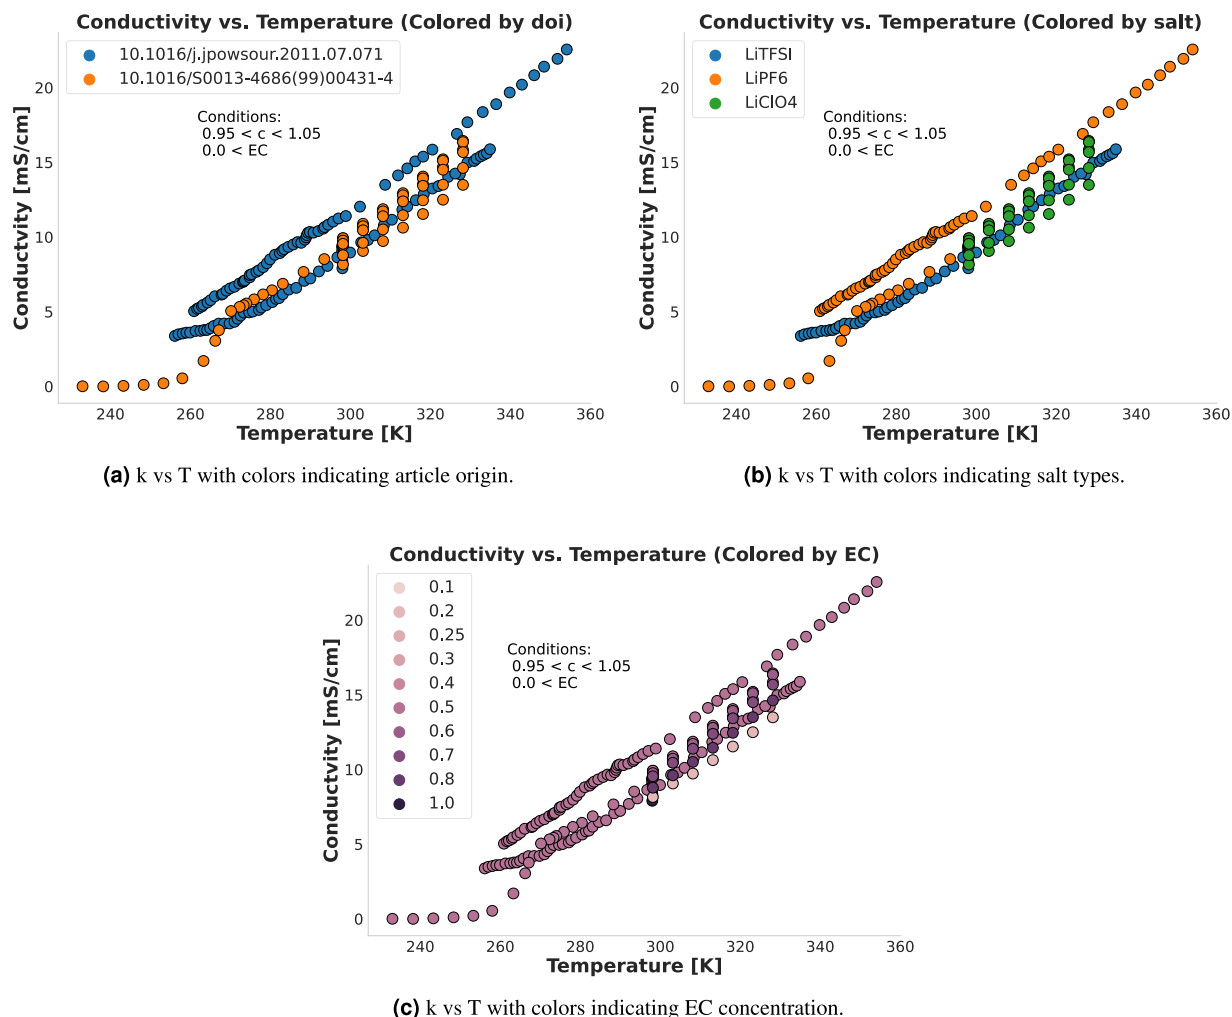 Conductivity vs. Temperature (Colored by doi)
10.1016/j.jpowsour.2011.07.071
10.1016/S0013-4686(99)00431-4
Conditions:
0.95 < c < 1.05
0.0 < EC
Conductvity [mS/cm]
20
15
10
5
0
240
260
280
300
320
340
360
Temperature [K]
(a) k vs T with colors indicating article origin.
Conductivity vs. Temperature (Colored by salt)
LiTFSI
LiPF6
LiClO4
Conditions:
0.95 < c < 1.05
0.0 < EC
Conductvity [mS/cm]
20
15
10
5
0
240
260
280
300
320
340
360
Temperature [K]
(b) k vs T with colors indicating salt types.
Conductivity vs. Temperature (Colored by EC)
0.1
0.2
0.25
0.3
0.4
0.5
0.6
0.7
0.8
1.0
Conditions:
0.95 < c < 1.05
0.0 < EC
Conductvity [mS/cm]
20
15
10
5
0
240
260
280
300
320
340
360
Temperature [K]
(c) k vs T with colors indicating EC concentration.